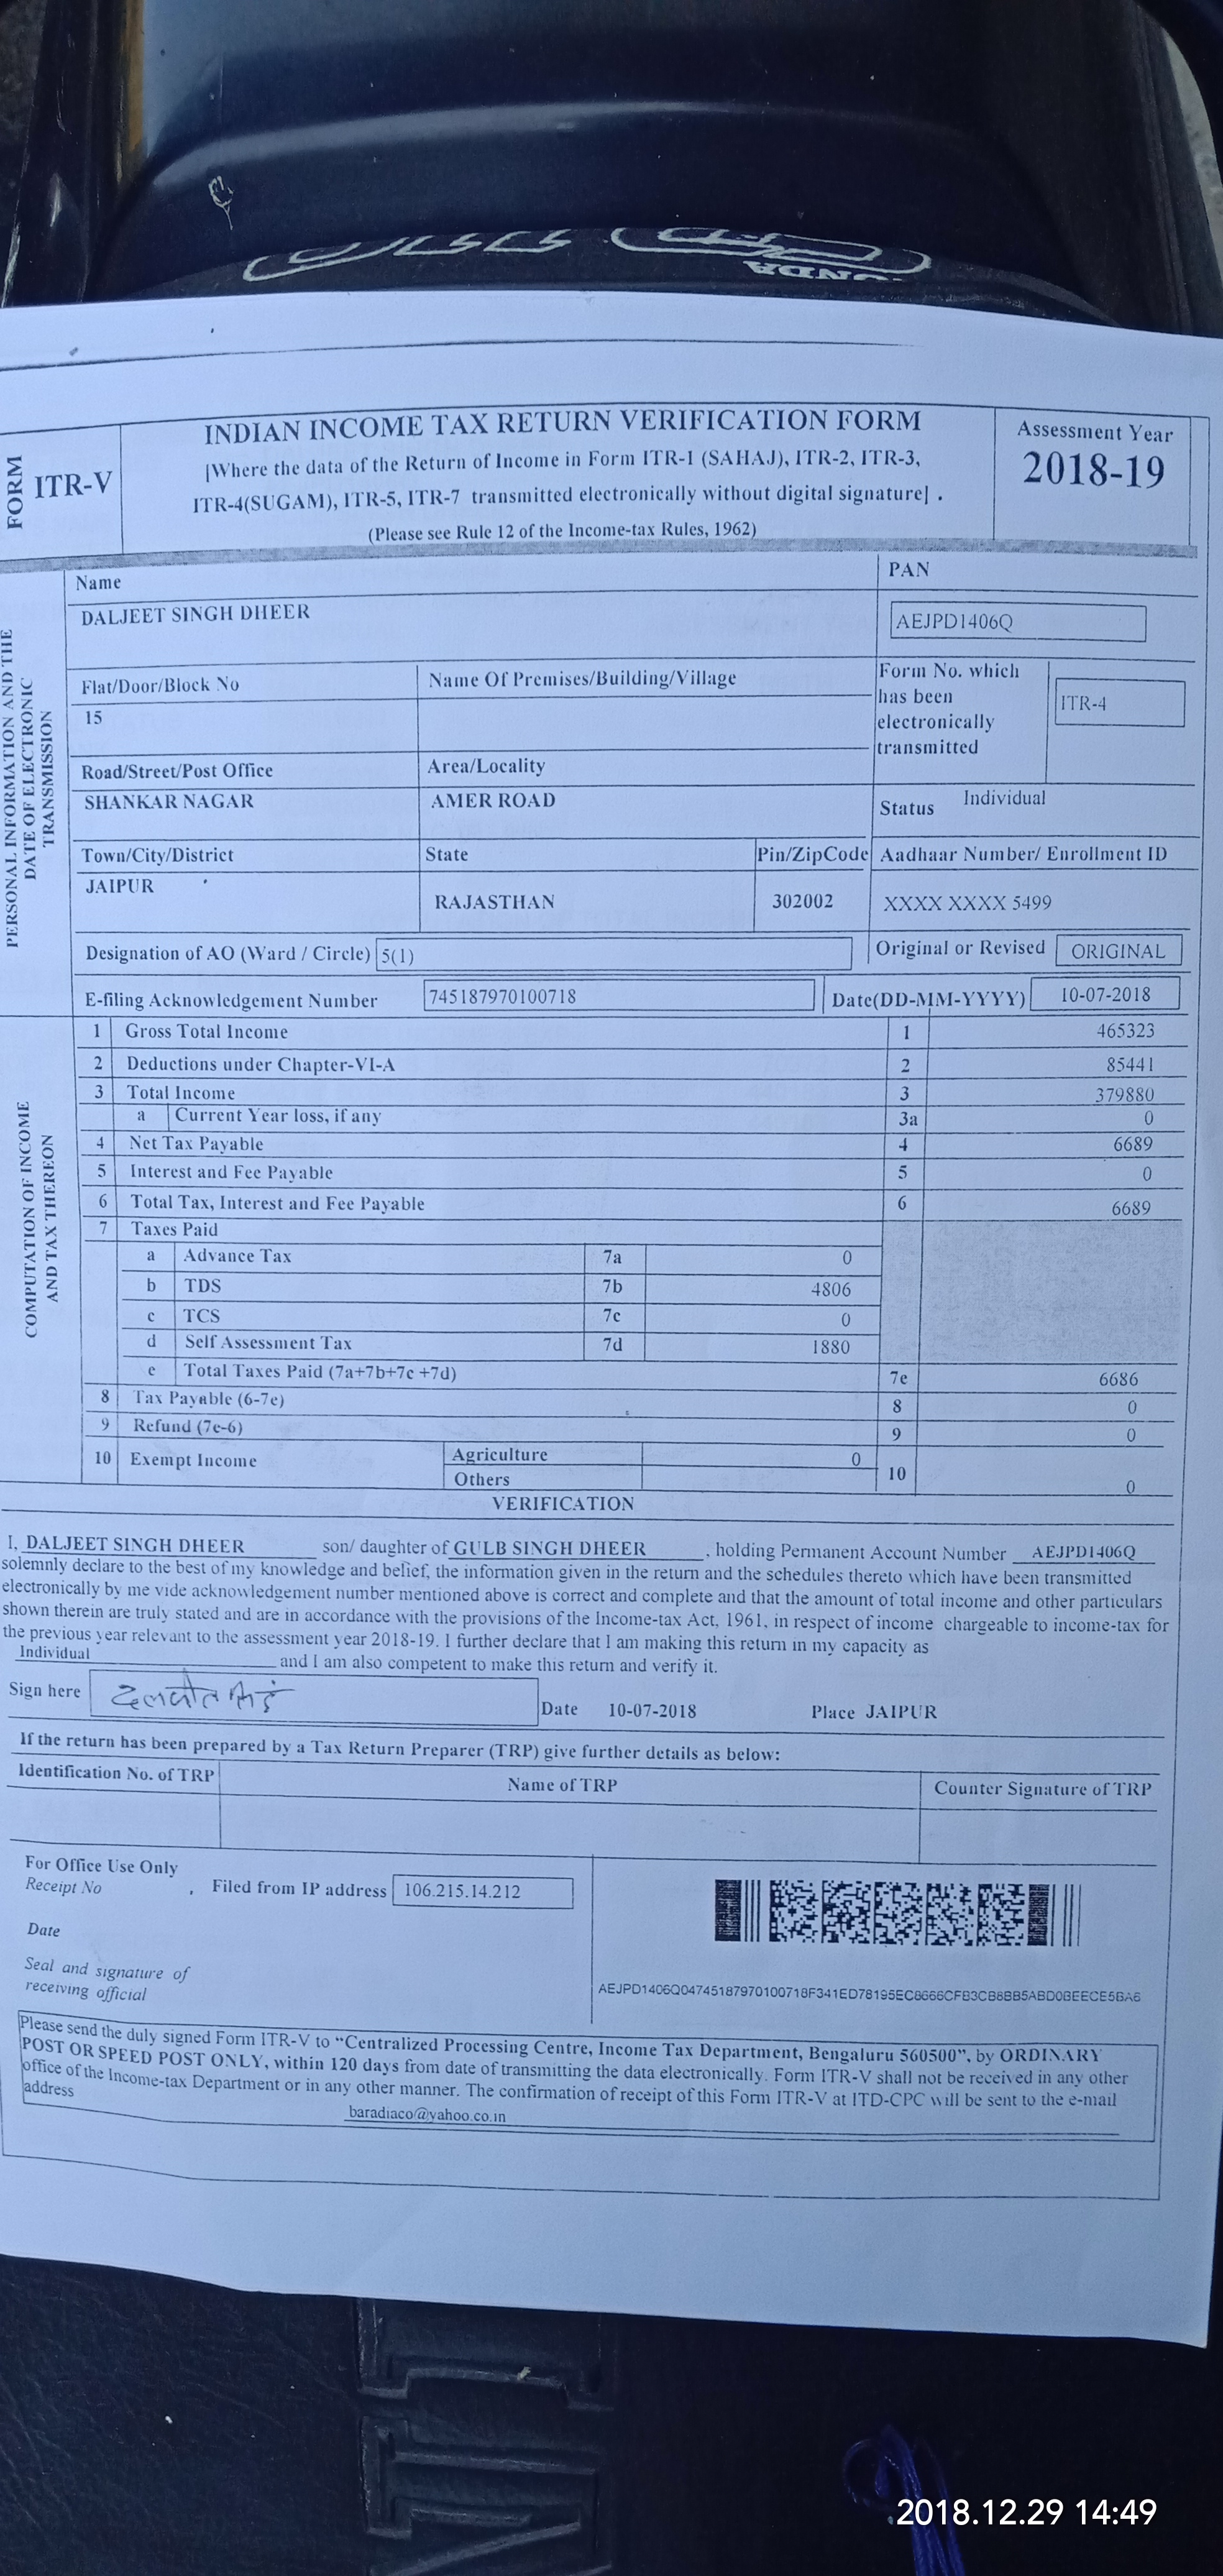 HONDA
FORM
ITR-V
INDIAN INCOME TAX RETURN VERIFICATION FORM
[Where the data of the Return of Income in Form ITR-1 (SAHAJ), ITR-2, ITR-3,
ITR-4(SUGAM), ITR-5, ITR-7 transmitted electronically without digital signature] .
(Please see Rule 12 of the Income-tax Rules, 1962)
Assessment Year
2018-19
PERSONAL INFORMATION AND THE
DATE OF ELECTRONIC
TRANSMISSION
Name
PAN
DALJEET SINGH DHEER
AEJPD1406Q
Flat/Door/Block No
Name Of Premises/Building/Village
Form No. which
has been
electronically
transmitted
ITR-4
15
Road/Street/Post Office
Area/Locality
SHANKAR NAGAR
AMER ROAD
Status Individual
Town/City/District
State
Pin/ZipCode
Aadhaar Number/ Enrollment ID
JAIPUR
RAJASTHAN
302002
XXXX XXXX 5499
Designation of AO (Ward / Circle) 5(1)
Original or Revised ORIGINAL
E-filing Acknowledgement Number 745187970100718
Date(DD-MM-YYYY) 10-07-2018
COMPUTATION OF INCOME
AND TAX THEREON
1 Gross Total Income 1 465323
2 Deductions under Chapter-VI-A 2 85441
3 Total Income 3 379880
a Current Year loss, if any 3a 0
4 Net Tax Payable 4 6689
5 Interest and Fee Payable 5 0
6 Total Tax, Interest and Fee Payable 6 6689
7 Taxes Paid
a Advance Tax 7a 0
b TDS 7b 4806
c TCS 7c 0
d Self Assessment Tax 7d 1880
e Total Taxes Paid (7a+7b+7c +7d) 7e 6686
8 Tax Payable (6-7e) 8 0
9 Refund (7e-6) 9 0
10 Exempt Income Agriculture 0 10
Others 0
VERIFICATION
I, DALJEET SINGH DHEER son/ daughter of GULB SINGH DHEER , holding Permanent Account Number AEJPD1406Q
solemnly declare to the best of my knowledge and belief, the information given in the return and the schedules thereto which have been transmitted
electronically by me vide acknowledgement number mentioned above is correct and complete and that the amount of total income and other particulars
shown therein are truly stated and are in accordance with the provisions of the Income-tax Act, 1961, in respect of income chargeable to income-tax for
the previous year relevant to the assessment year 2018-19. I further declare that I am making this return in my capacity as
Individual and I am also competent to make this return and verify it.
Sign here
Date 10-07-2018
Place JAIPUR
If the return has been prepared by a Tax Return Preparer (TRP) give further details as below:
Identification No. of TRP
Name of TRP
Counter Signature of TRP
For Office Use Only
Receipt No , Filed from IP address 106.215.14.212
Date
Seal and signature of
receiving official
AEJPD1406Q04745187970100718F341ED78195EC8666CFB3CB8BB5ABD0BEECE5BA6
Please send the duly signed Form ITR-V to “Centralized Processing Centre, Income Tax Department, Bengaluru 560500”, by ORDINARY
POST OR SPEED POST ONLY, within 120 days from date of transmitting the data electronically. Form ITR-V shall not be received in any other
office of the Income-tax Department or in any other manner. The confirmation of receipt of this Form ITR-V at ITD-CPC will be sent to the e-mail
address
baradiaco@yahoo.co.in
2018.12.29 14:49